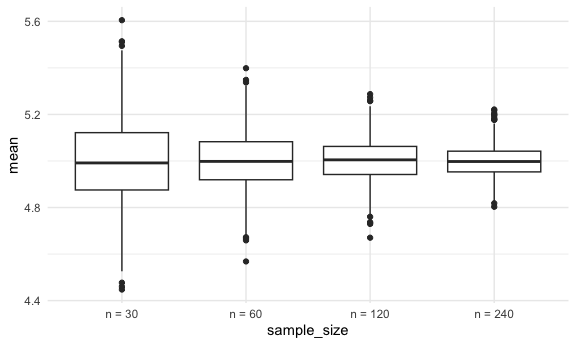 5.6
5.2
4.8
4.4
mean
n = 30
n = 60
n = 120
n = 240
sample_size